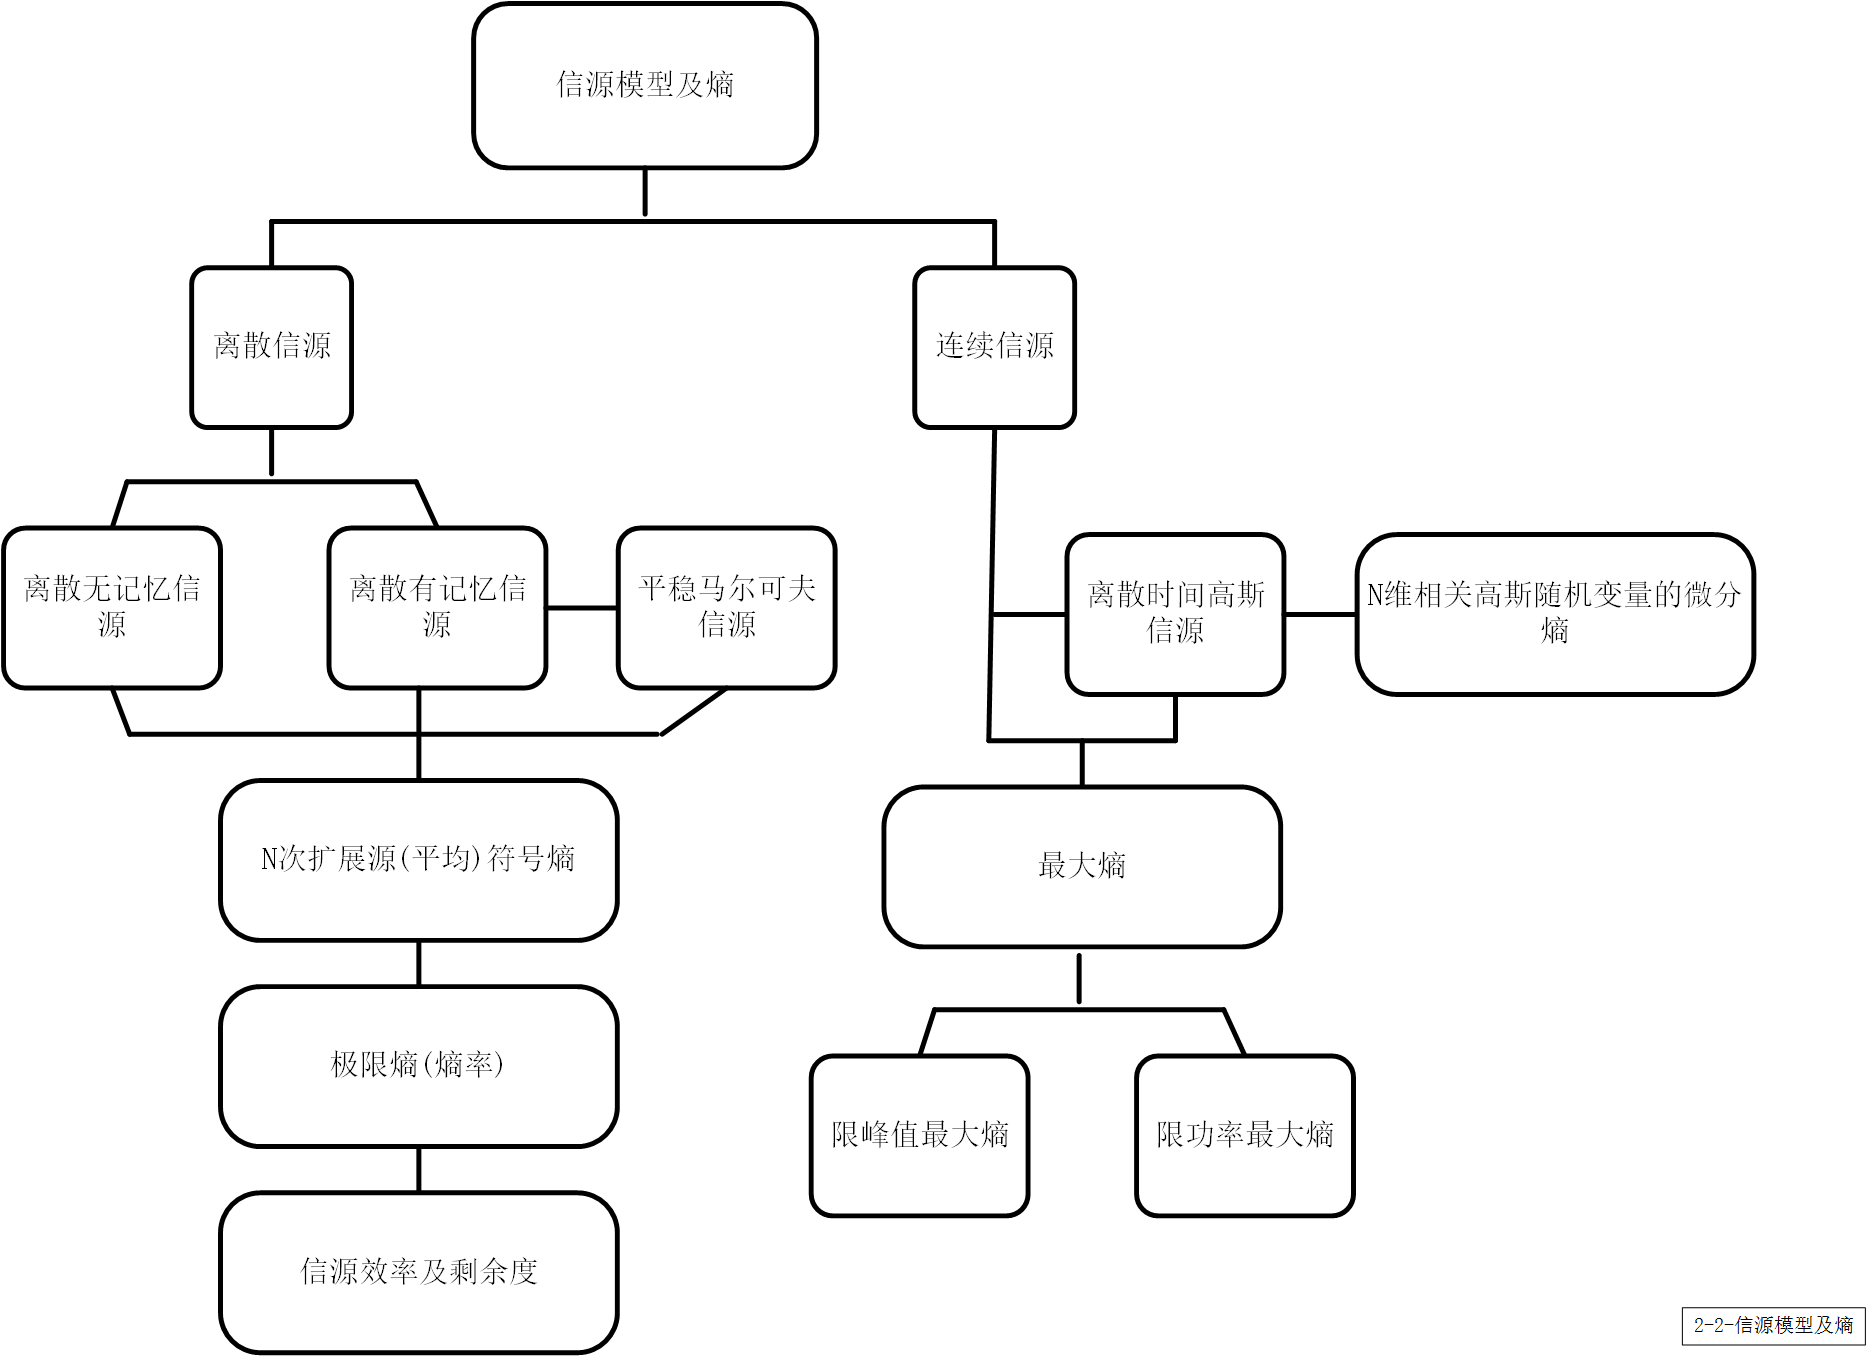 信源模型及熵
离散信源
连续信源
离散无记忆信
源
离散有记忆信
源
平稳马尔可夫
信源
离散时间高斯
信源
N维相关高斯随机变量的微分
熵
N次扩展源(平均)符号熵
最大熵
极限熵(熵率)
限峰值最大熵
限功率最大熵
信源效率及剩余度
2-2-信源模型及熵